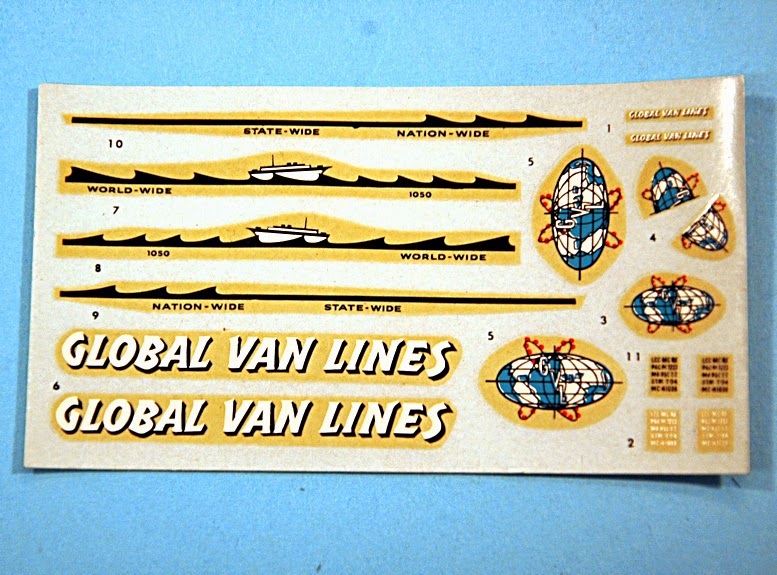 STATE-WIDE NATION-WIDE
10
1
GLOBAL VAN LINES
GLOBAL VAN LINES
5
WORLD-WIDE 1050
7
GVL
4
1050 WORLD-WIDE
8
NATION-WIDE STATE-WIDE
9
3
GLOBAL VAN LINES
5
GVL
11
6
GLOBAL VAN LINES
2